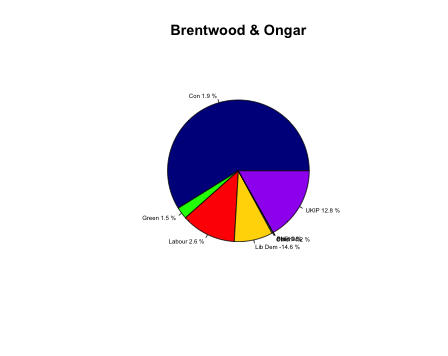 Brentwood & Ongar
Con 1.9 %
Green 1.5 %
Labour 2.6 %
Lib Dem -14.6 %
UKIP 12.8 %